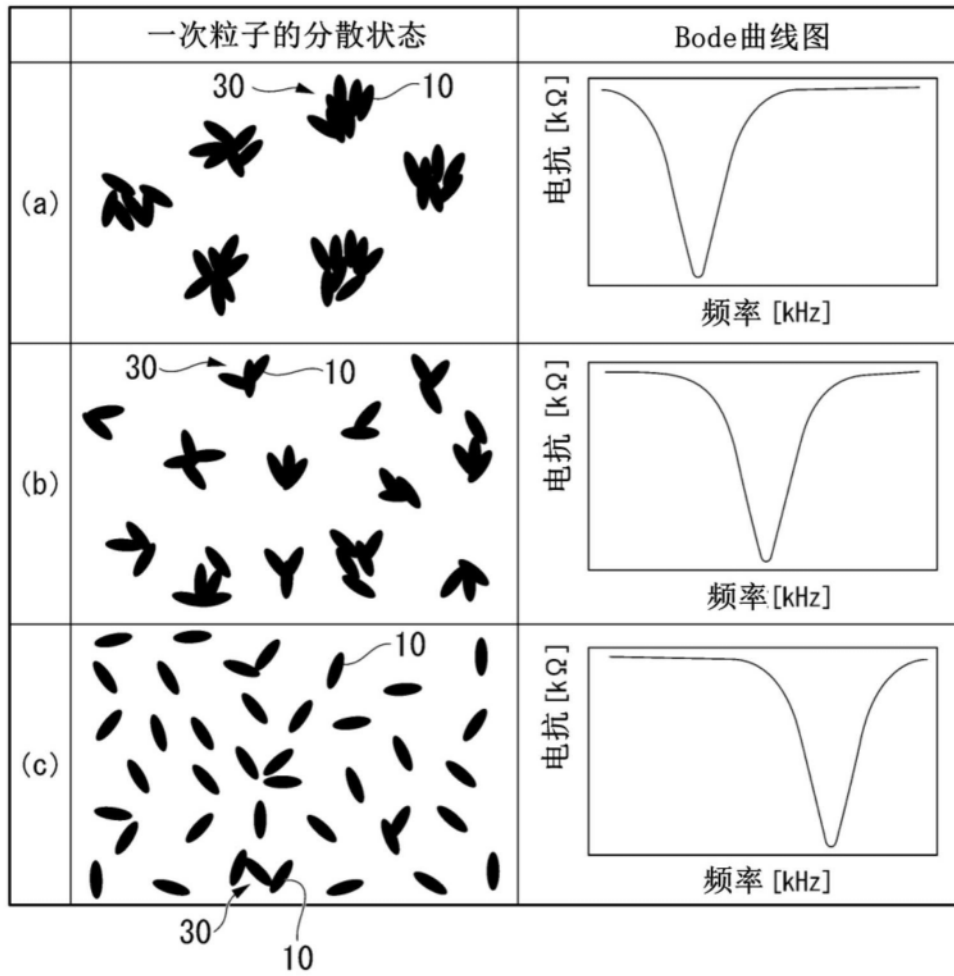 一次粒子的分散状态
Bode曲线图
(a)
30
10
电抗 [kΩ]
频率 [kHz]
(b)
30
10
电抗 [kΩ]
频率[kHz]
(c)
10
30
10
电抗 [kΩ]
频率 [kHz]